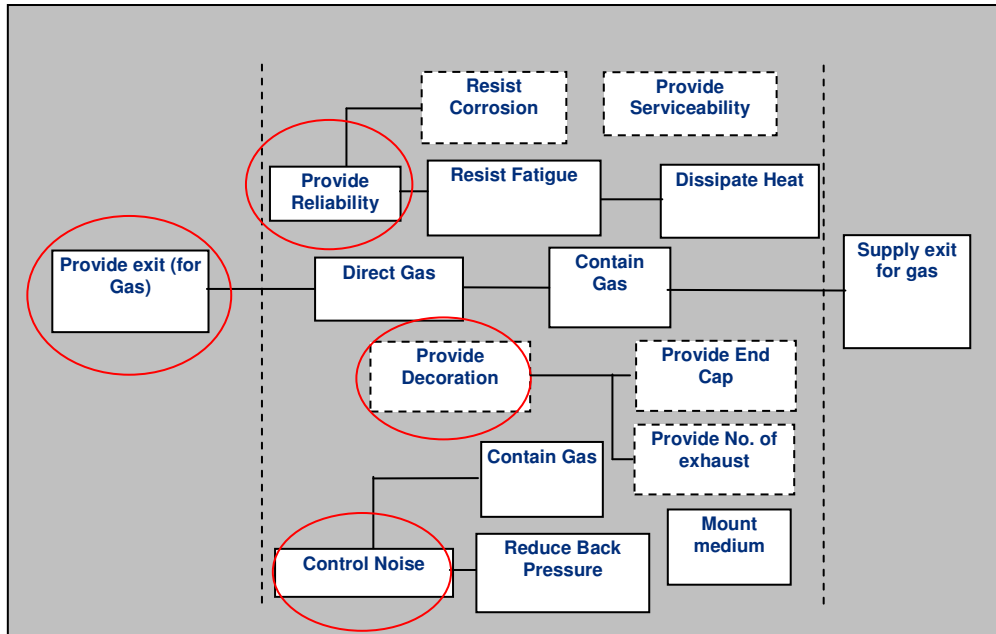 Resist
Corrosion
Provide
Serviceability
Provide
Reliability
Resist Fatigue
Dissipate Heat
Provide exit (for
Gas)
Direct Gas
Contain
Gas
Supply exit
for gas
Provide
Decoration
Provide End
Cap
Provide No. of
exhaust
Contain Gas
Mount
medium
Control Noise
Reduce Back
Pressure